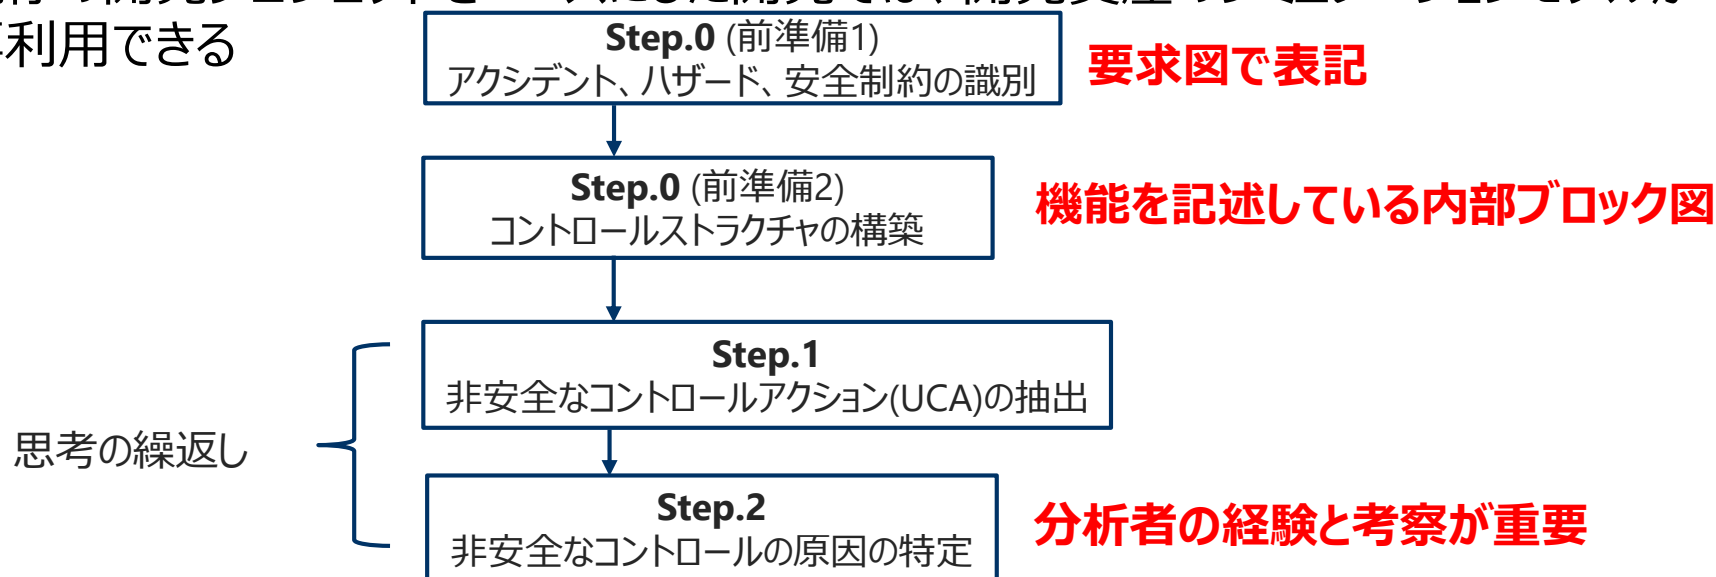 再利用できる
Step.0 (前準備1)
アクシデント、ハザード、安全制約の識別
要求図で表記
Step.0 (前準備2)
コントロールストラクチャの構築
機能を記述している内部ブロック図
Step.1
非安全なコントロールアクション(UCA)の抽出
思考の繰返し
Step.2
非安全なコントロールの原因の特定
分析者の経験と考察が重要